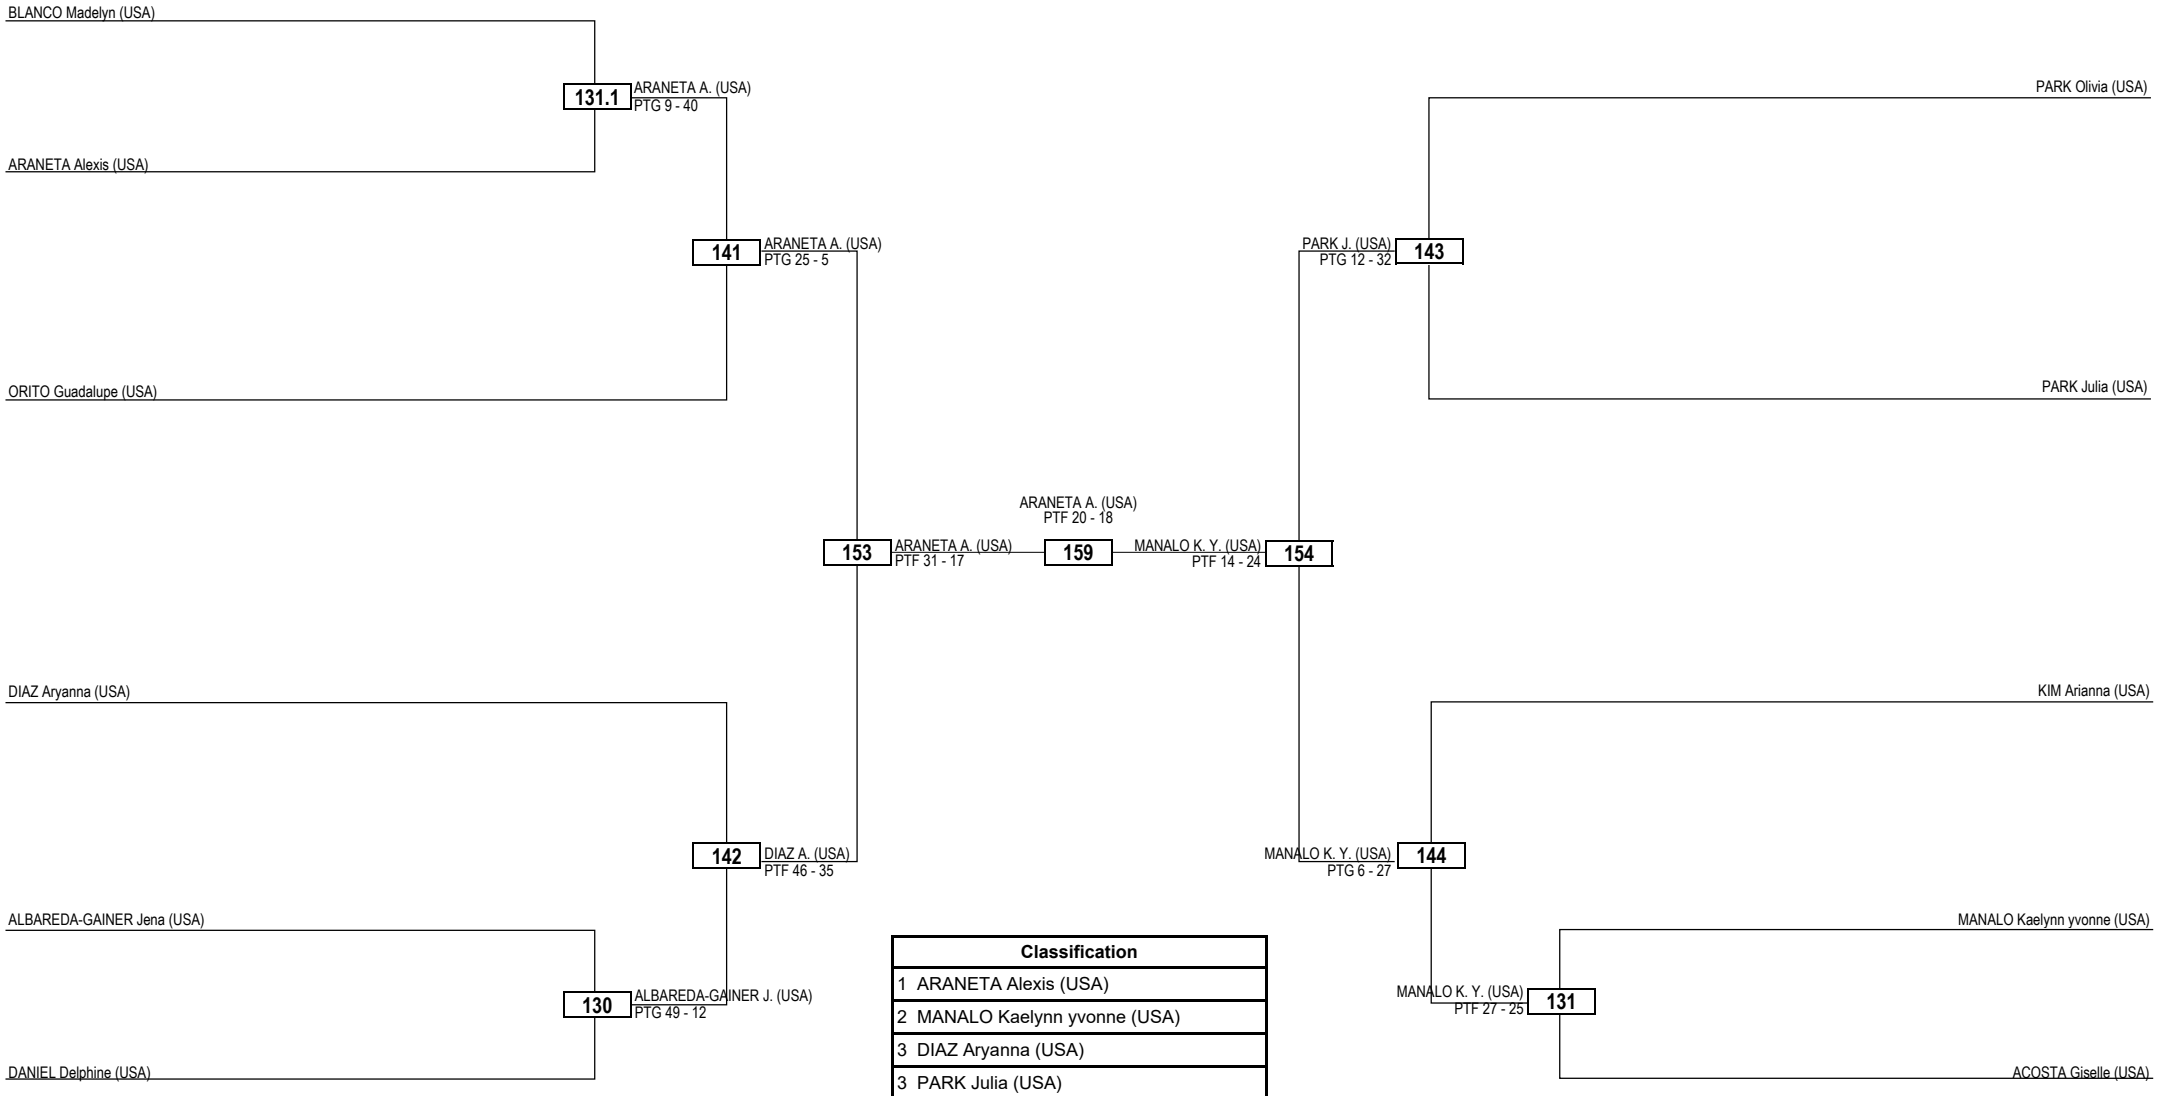 BLANCO Madelyn (USA)
131.1
ARANETA A. (USA)
PTG 9 - 40
ARANETA Alexis (USA)
141
ARANETA A. (USA)
PTG 25 - 5
ORITO Guadalupe (USA)
153
ARANETA A. (USA)
PTF 31 - 17
DIAZ Aryanna (USA)
142
DIAZ A. (USA)
PTF 46 - 35
ALBAREDA-GAINER Jena (USA)
130
ALBAREDA-GAINER J. (USA)
PTG 49 - 12
DANIEL Delphine (USA)
ARANETA A. (USA)
PTF 20 - 18
159
PARK Olivia (USA)
PARK J. (USA)
PTG 12 - 32
143
PARK Julia (USA)
MANALO K. Y. (USA)
PTF 14 - 24
154
KIM Arianna (USA)
MANALO K. Y. (USA)
PTG 6 - 27
144
MANALO Kaelynn yvonne (USA)
MANALO K. Y. (USA)
PTF 27 - 25
131
ACOSTA Giselle (USA)
Classification
1 ARANETA Alexis (USA)
2 MANALO Kaelynn yvonne (USA)
3 DIAZ Aryanna (USA)
3 PARK Julia (USA)